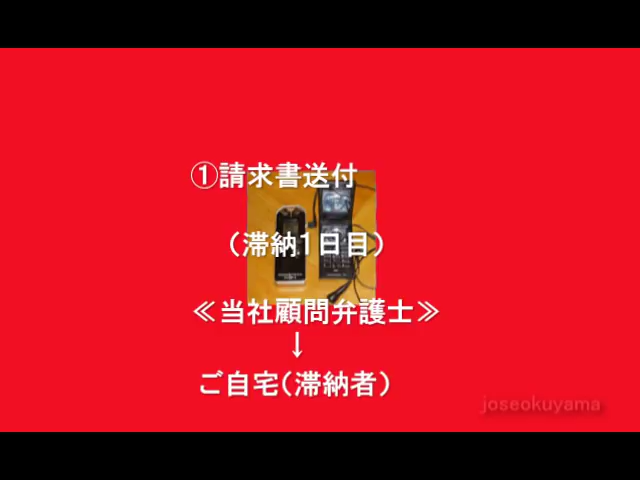 ①請求書送付
（滞納1日目）
≪当社顧問弁護士≫
↓
ご自宅（滞納者）
joseokuyama